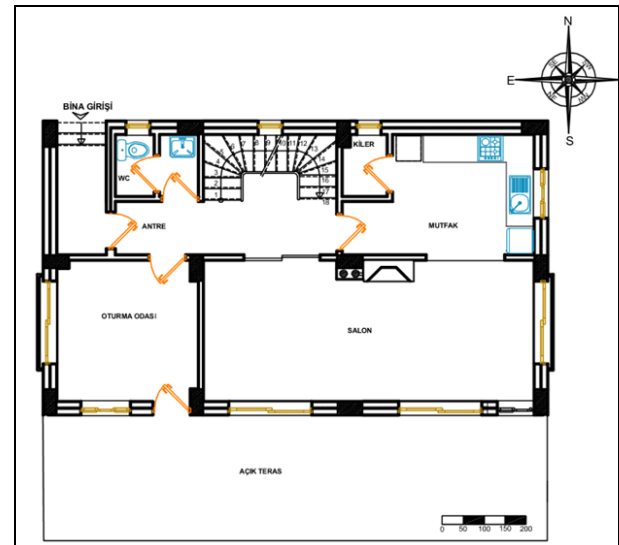 N
E
S
BİNA GİRİŞİ
KİLER
WC
ANTRE
MUTFAK
OTURMA ODASI
SALON
AÇIK TERAS
0 50 100 150 200